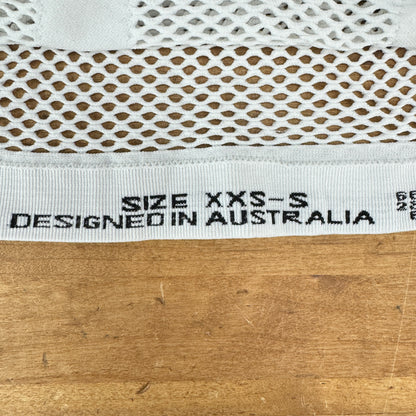 SIZE XXS-S
DESIGNED IN AUSTRALIA